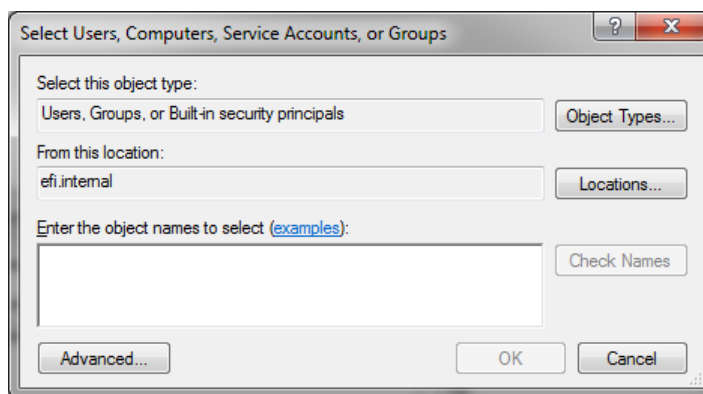 Select Users, Computers, Service Accounts, or Groups
Select this object type:
Users, Groups, or Built-in security principals
Object Types...
From this location:
efi.internal
Locations...
Enter the object names to select (examples):
Check Names
Advanced...
OK
Cancel